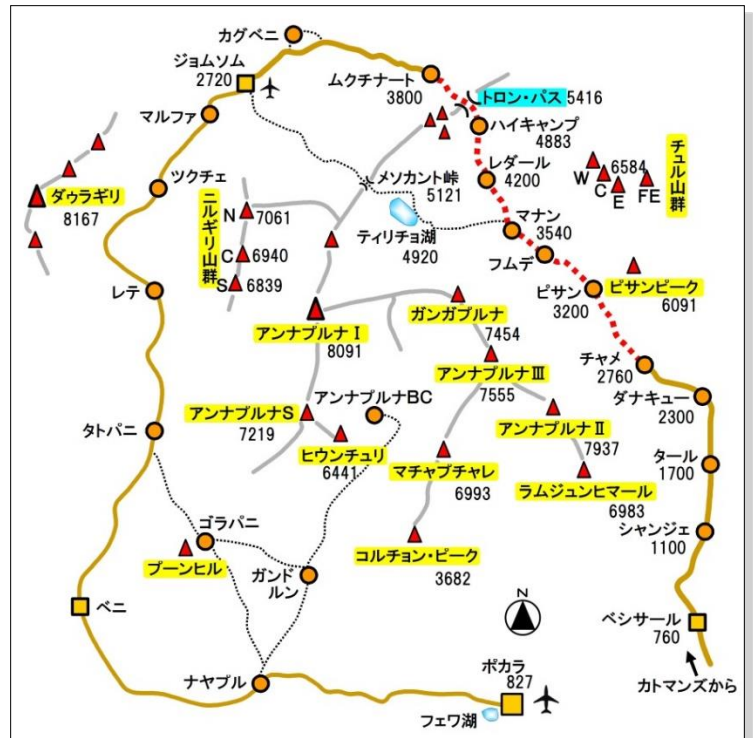 カグベニ
ジョムソム
2720
ムクチナート
3800
トロン・パス 5416
マルファ
ハイキャンプ
4883
チュル山群
W
C
E
FE
6584
レダール
4200
ツクチェ
メソカント峠
5121
ダゥラギリ
8167
ニルギリ山群
N
7061
C
6940
S
6839
ティリチョ湖
4920
マナン
3540
フムデ
ピサン
3200
ピサンピーク
6091
レテ
アンナプルナⅠ
8091
ガンガプルナ
7454
アンナプルナⅢ
7555
チャメ
2760
ダナキュー
2300
アンナプルナBC
アンナプルナS
7219
アンナプルナⅡ
7937
タトパニ
ヒウンチュリ
6441
マチャプチャレ
6993
ラムジュンヒマール
6983
タール
1700
ゴラパニ
プーンヒル
シャンジェ
1100
コルチョン・ピーク
3682
ガンド
ルン
ベニ
N
ベシサール
760
カトマンズから
ナヤプル
ポカラ
827
フェワ湖